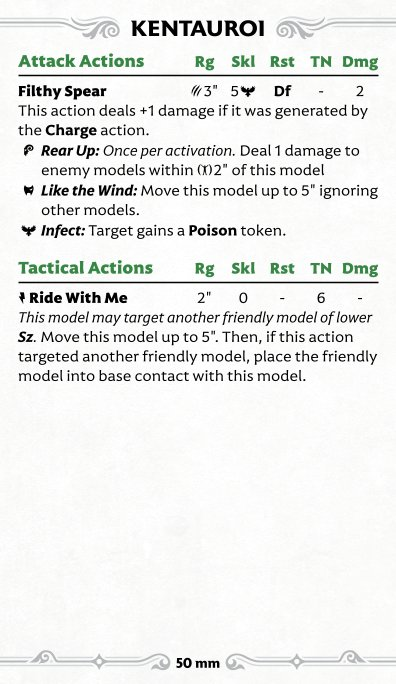 KENTAUROI
Attack Actions Rg Skl Rst TN Dmg
Filthy Spear 3" 5 Df - 2
This action deals +1 damage if it was generated by
the Charge action.
Rear Up: Once per activation. Deal 1 damage to
enemy models within 2" of this model
Like the Wind: Move this model up to 5" ignoring
other models.
Infect: Target gains a Poison token.
Tactical Actions Rg Skl Rst TN Dmg
Ride With Me 2" 0 - 6 -
This model may target another friendly model of lower
Sz. Move this model up to 5". Then, if this action
targeted another friendly model, place the friendly
model into base contact with this model.
50 mm